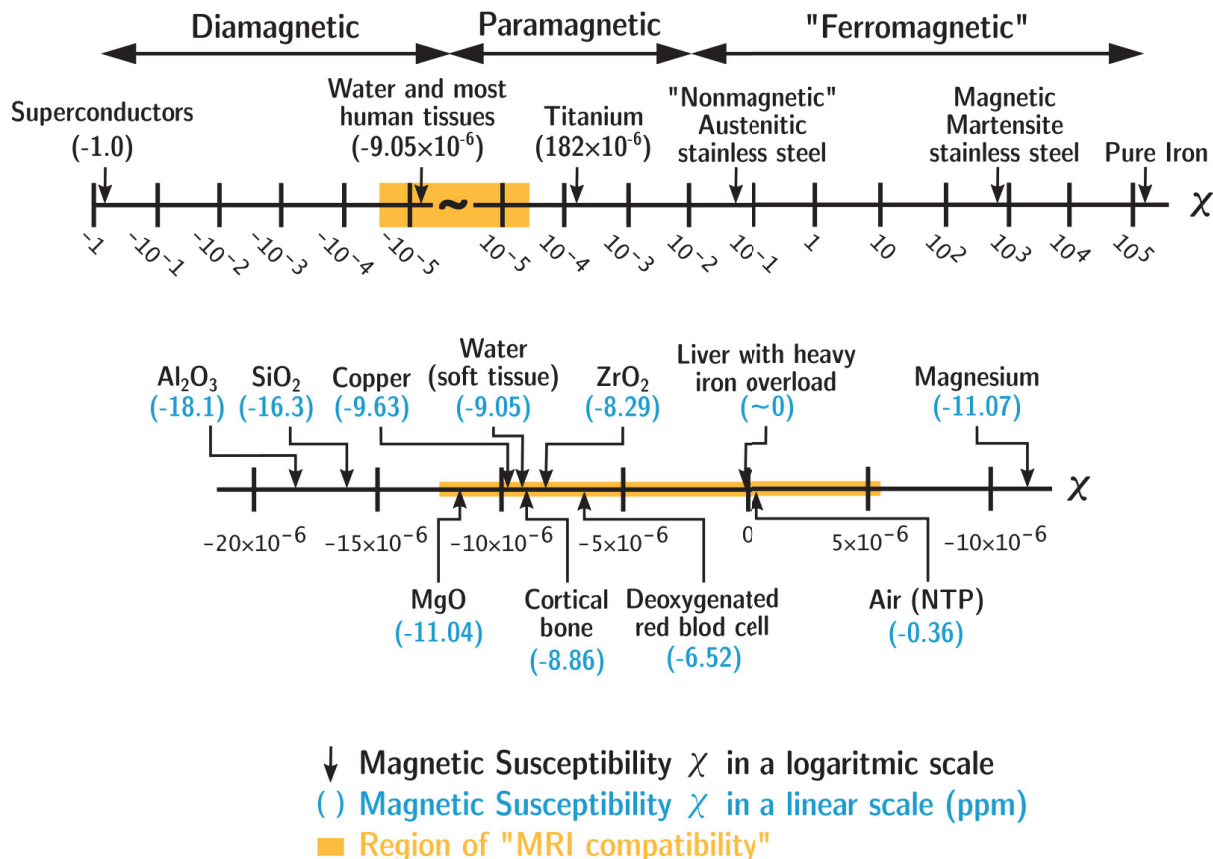 Diamagnetic Paramagnetic "Ferromagnetic"
Superconductors
(-1.0)
Water and most
human tissues
(-9.05×10⁻⁶)
Titanium
(182×10⁻⁶)
"Nonmagnetic"
Austenitic
stainless steel
Magnetic
Martensite
stainless steel
Pure Iron
~
χ
-1 -10⁻¹ -10⁻² -10⁻³ -10⁻⁴ -10⁻⁵ 10⁻⁵ 10⁻⁴ 10⁻³ 10⁻² 10⁻¹ 1 10 10² 10³ 10⁴ 10⁵
Al₂O₃
(-18.1)
SiO₂
(-16.3)
Copper
(-9.63)
Water
(soft tissue)
(-9.05)
ZrO₂
(-8.29)
Liver with heavy
iron overload
(~0)
Magnesium
(-11.07)
χ
-20×10⁻⁶ -15×10⁻⁶ -10×10⁻⁶ -5×10⁻⁶ 0 5×10⁻⁶ -10×10⁻⁶
MgO
(-11.04)
Cortical
bone
(-8.86)
Deoxygenated
red blod cell
(-6.52)
Air (NTP)
(-0.36)
Magnetic Susceptibility χ in a logaritmic scale
( ) Magnetic Susceptibility χ in a linear scale (ppm)
Region of "MRI compatibility"